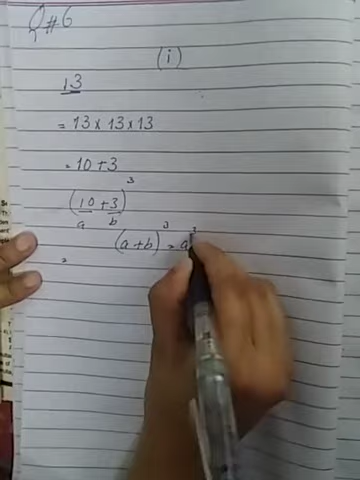 Q#6
(i)
13
= 13 × 13 × 13
= 10 + 3
(10 + 3)³
a b
(a + b)³ = a³
=